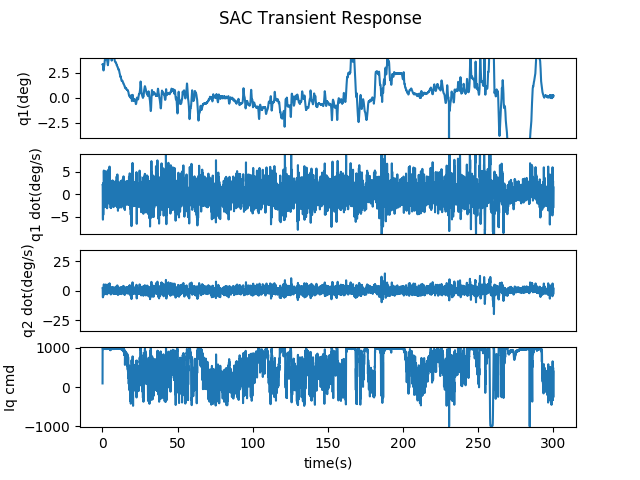 SAC Transient Response
q1(deg)
2.5
0.0
−2.5
q1 dot(deg/s)
5
0
−5
q2 dot(deg/s)
25
0
−25
Iq cmd
1000
0
−1000
0 50 100 150 200 250 300
time(s)